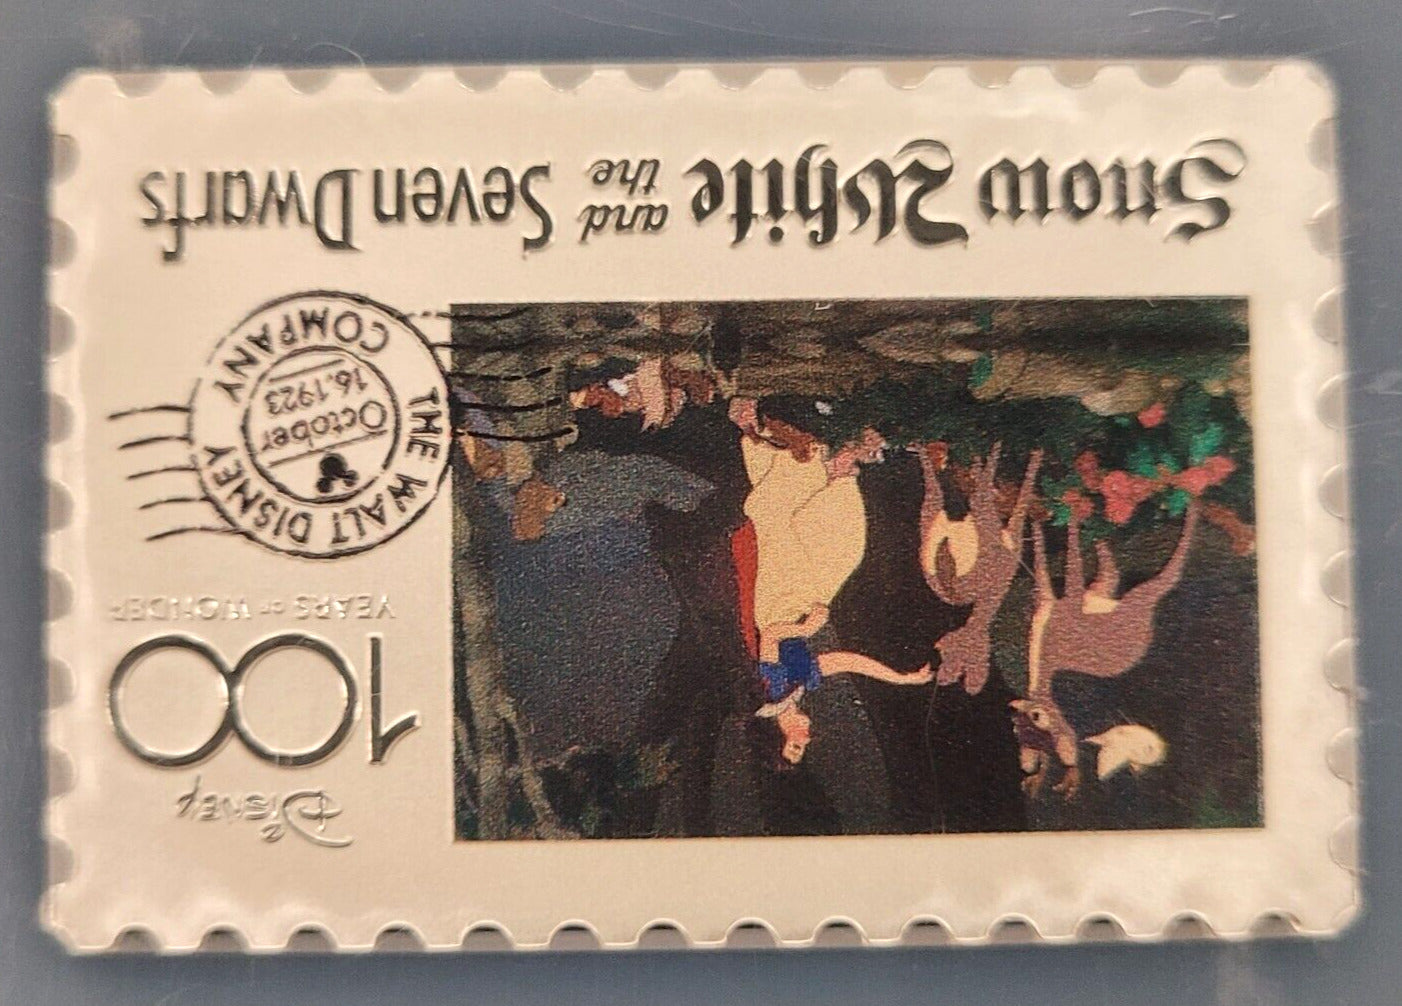 Disney
100
YEARS OF WONDER
THE WALT DISNEY COMPANY
October
16.1923
Snow White and the Seven Dwarfs